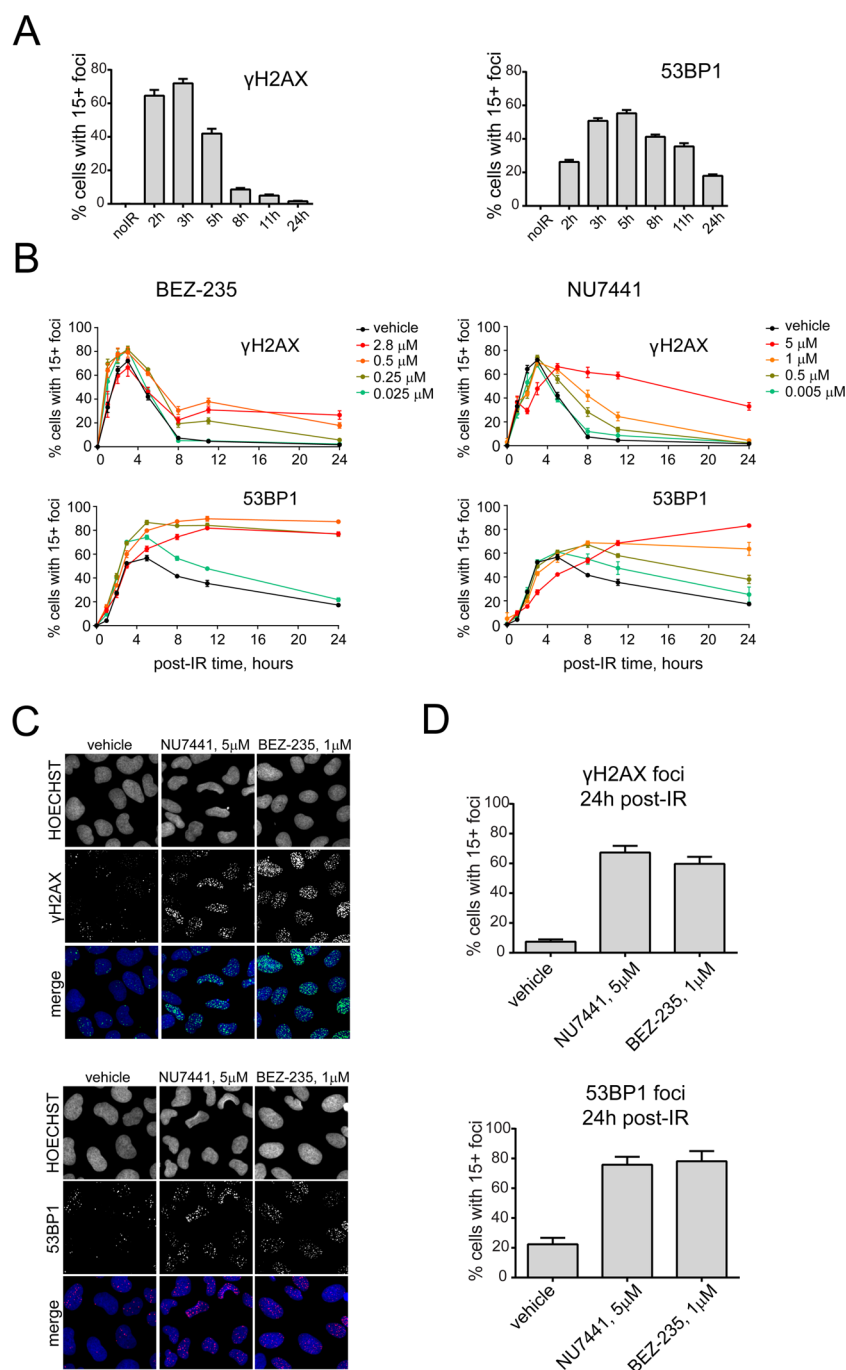 A
γH2AX
% cells with 15+ foci
80
60
40
20
0
noIR
2h
3h
5h
8h
11h
24h
53BP1
% cells with 15+ foci
80
60
40
20
0
noIR
2h
3h
5h
8h
11h
24h
B
BEZ-235
γH2AX
% cells with 15+ foci
100
80
60
40
20
0
0 4 8 12 16 20 24
vehicle
2.8 μM
0.5 μM
0.25 μM
0.025 μM
53BP1
% cells with 15+ foci
100
80
60
40
20
0
0 4 8 12 16 20 24
post-IR time, hours
NU7441
γH2AX
% cells with 15+ foci
100
80
60
40
20
0
0 4 8 12 16 20 24
vehicle
5 μM
1 μM
0.5 μM
0.005 μM
53BP1
% cells with 15+ foci
100
80
60
40
20
0
0 4 8 12 16 20 24
post-IR time, hours
C
vehicle NU7441, 5μM BEZ-235, 1μM
HOECHST
γH2AX
merge
vehicle NU7441, 5μM BEZ-235, 1μM
HOECHST
53BP1
merge
D
γH2AX foci
24h post-IR
% cells with 15+ foci
100
80
60
40
20
0
vehicle
NU7441, 5μM
BEZ-235, 1μM
53BP1 foci
24h post-IR
% cells with 15+ foci
100
80
60
40
20
0
vehicle
NU7441, 5μM
BEZ-235, 1μM